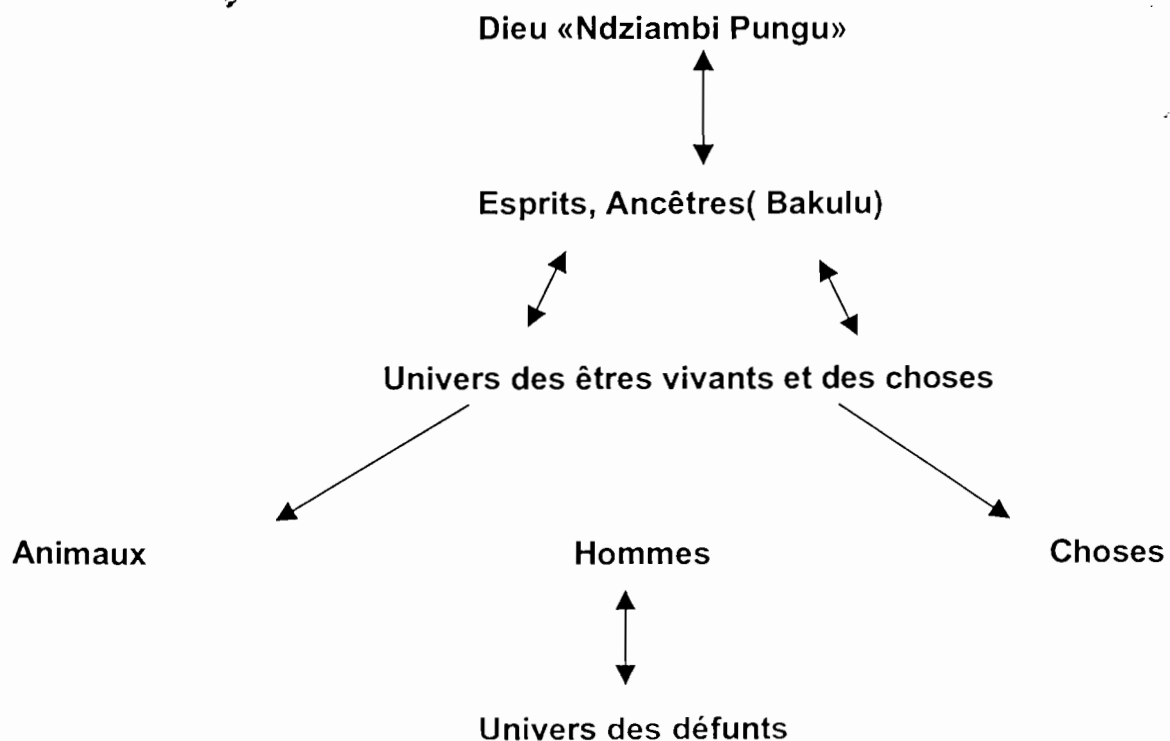 Dieu «Ndziambi Pungu»
Esprits, Ancêtres( Bakulu)
Univers des êtres vivants et des choses
Animaux Hommes Choses
Univers des défunts